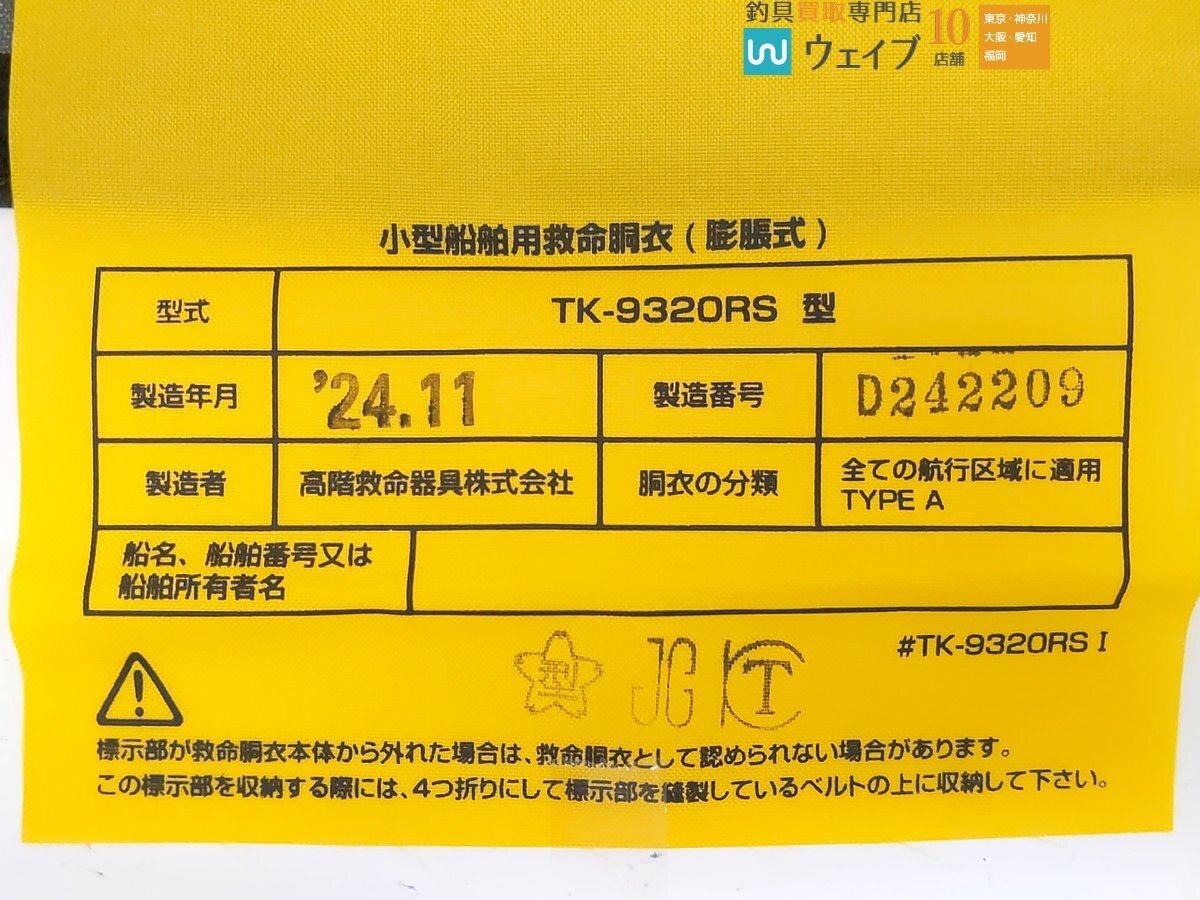 釣具買取専門店
ウェイブ
10
店舗
東京・神奈川
大阪・愛知
福岡
小型船舶用救命胴衣(膨脹式)
型式
TK-9320RS 型
製造年月
'24.11
製造番号
D242209
製造者
高階救命器具株式会社
胴衣の分類
全ての航行区域に適用
TYPE A
船名、船舶番号又は
船舶所有者名
型
JG
T
#TK-9320RS I
標示部が救命胴衣本体から外れた場合は、救命胴衣として認められない場合があります。
この標示部を収納する際には、4つ折りにして標示部を縫製しているベルトの上に収納して下さい。